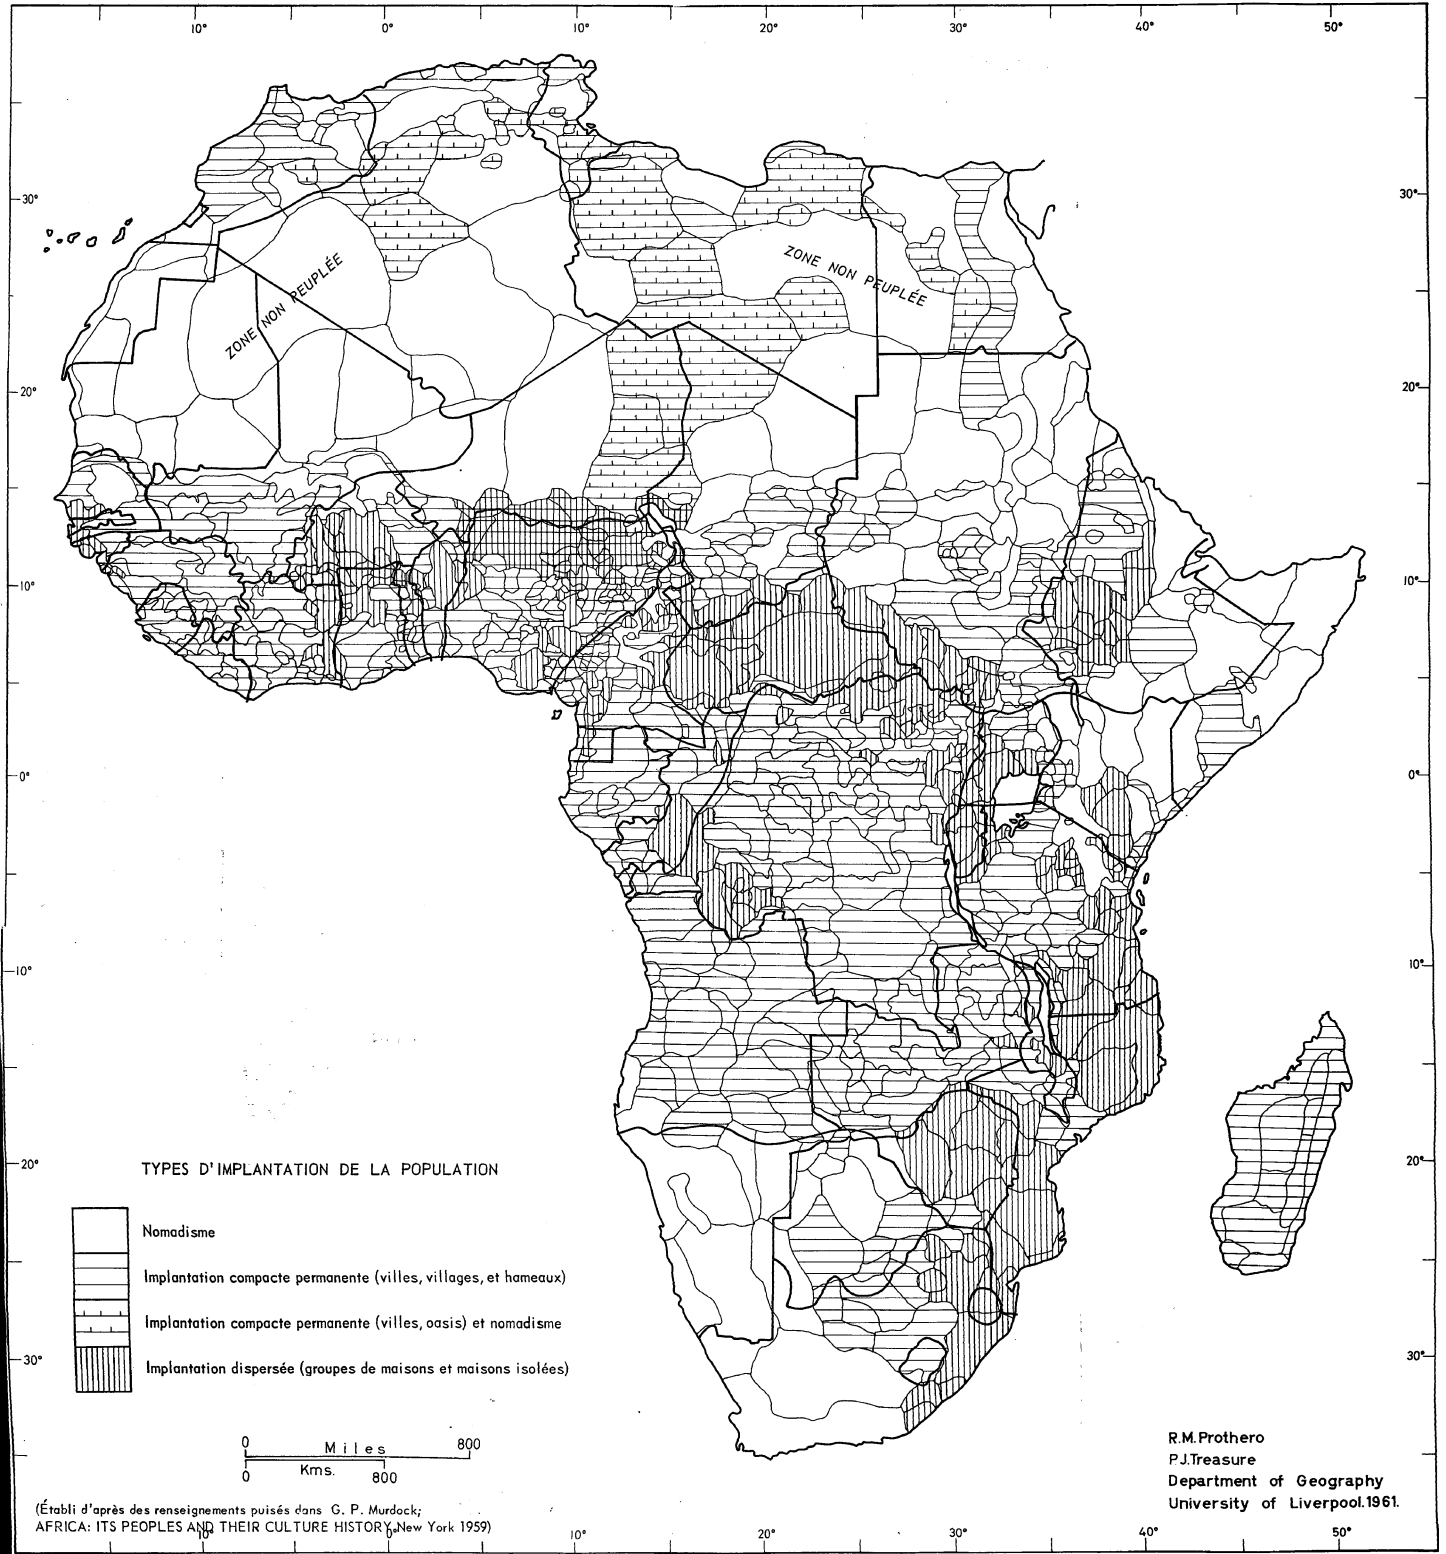 10° 0° 10° 20° 30° 40° 50°
30° 30°
ZONE NON PEUPLÉE
ZONE NON PEUPLÉE
20° 20°
10° 10°
0° 0°
10° 10°
20° 20°
TYPES D'IMPLANTATION DE LA POPULATION
Nomadisme
Implantation compacte permanente (villes, villages, et hameaux)
Implantation compacte permanente (villes, oasis) et nomadisme
30° 30°
Implantation dispersée (groupes de maisons et maisons isolées)
0 Miles 800
Kms.
0 800
R.M.Prothero
P.J.Treasure
Department of Geography
University of Liverpool.1961.
(Établi d'après des renseignements puisés dans G. P. Murdock;
AFRICA: ITS PEOPLES AND THEIR CULTURE HISTORY, New York 1959)
10° 0° 10° 20° 30° 40° 50°